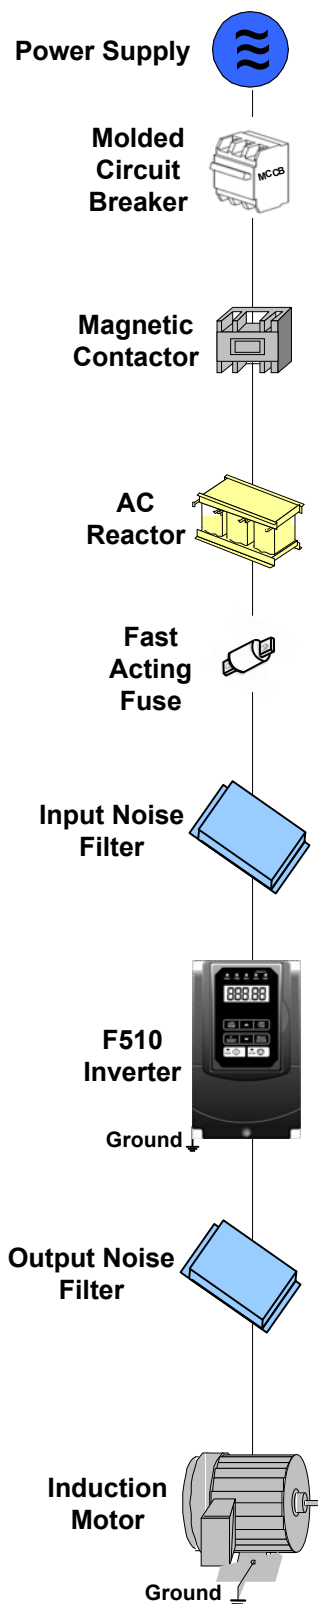 Power Supply
Molded
Circuit
Breaker
MCCB
Magnetic
Contactor
AC
Reactor
Fast
Acting
Fuse
Input Noise
Filter
F510
Inverter
Ground
Output Noise
Filter
Induction
Motor
Ground